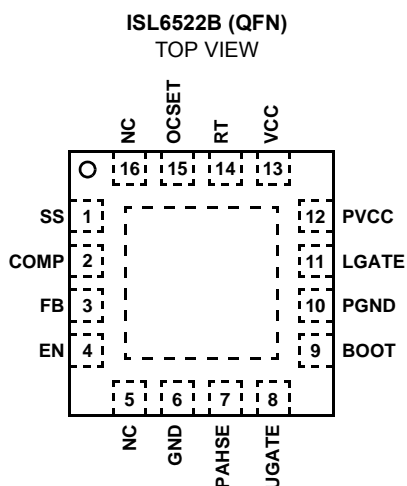 ISL6522B (QFN)
TOP VIEW
NC
OCSET
RT
VCC
16 15 14 13
SS 1 12 PVCC
COMP 2 11 LGATE
FB 3 10 PGND
EN 4 9 BOOT
5 6 7 8
NC
GND
PAHSE
UGATE